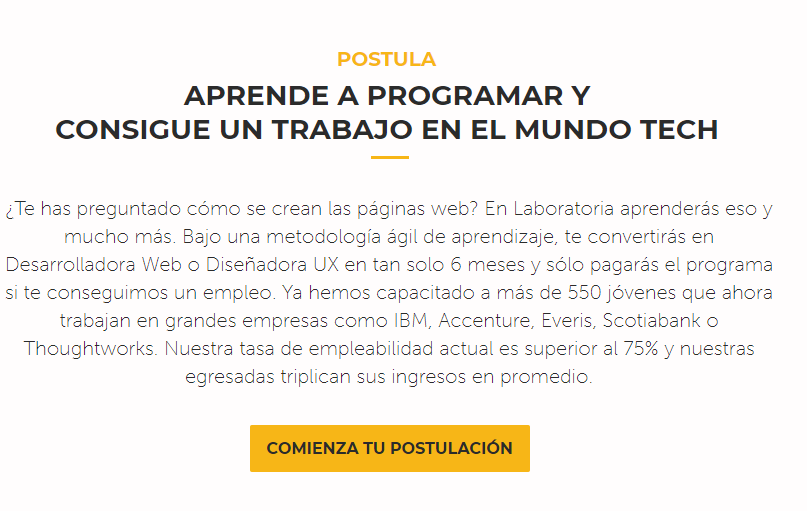 POSTULA
APRENDE A PROGRAMAR Y
CONSIGUE UN TRABAJO EN EL MUNDO TECH
¿Te has preguntado cómo se crean las páginas web? En Laboratoria aprenderás eso y
mucho más. Bajo una metodología ágil de aprendizaje, te convertirás en
Desarrolladora Web o Diseñadora UX en tan solo 6 meses y sólo pagarás el programa
si te conseguimos un empleo. Ya hemos capacitado a más de 550 jóvenes que ahora
trabajan en grandes empresas como IBM, Accenture, Everis, Scotiabank o
Thoughtworks. Nuestra tasa de empleabilidad actual es superior al 75% y nuestras
egresadas triplican sus ingresos en promedio.
COMIENZA TU POSTULACIÓN